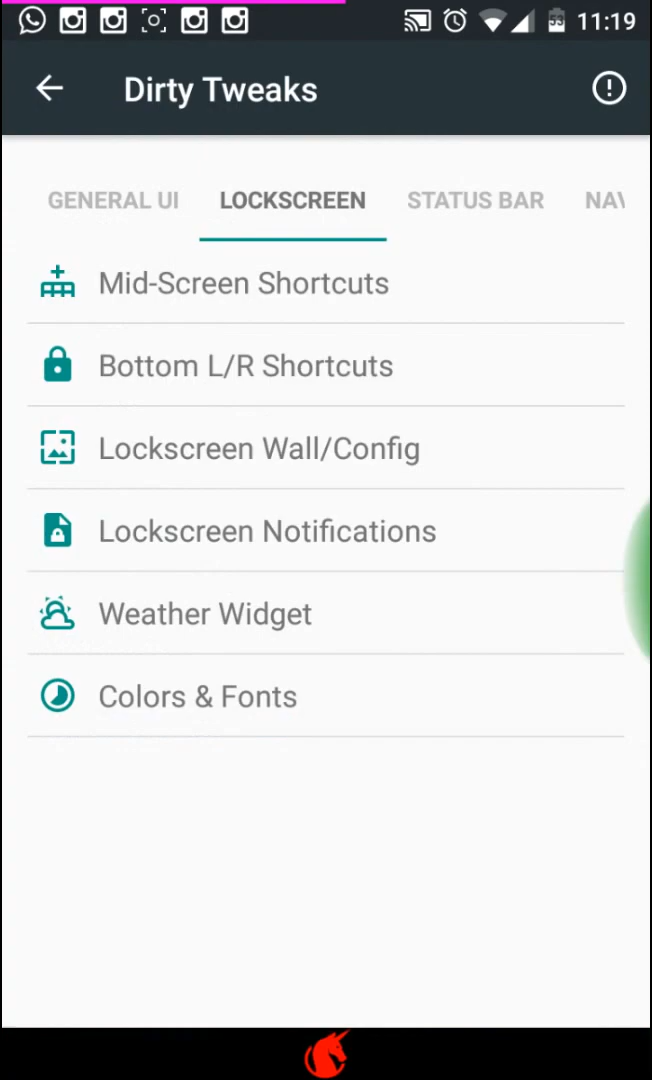 53 11:19
Dirty Tweaks
GENERAL UI LOCKSCREEN STATUS BAR NAV
Mid-Screen Shortcuts
Bottom L/R Shortcuts
Lockscreen Wall/Config
Lockscreen Notifications
Weather Widget
Colors & Fonts